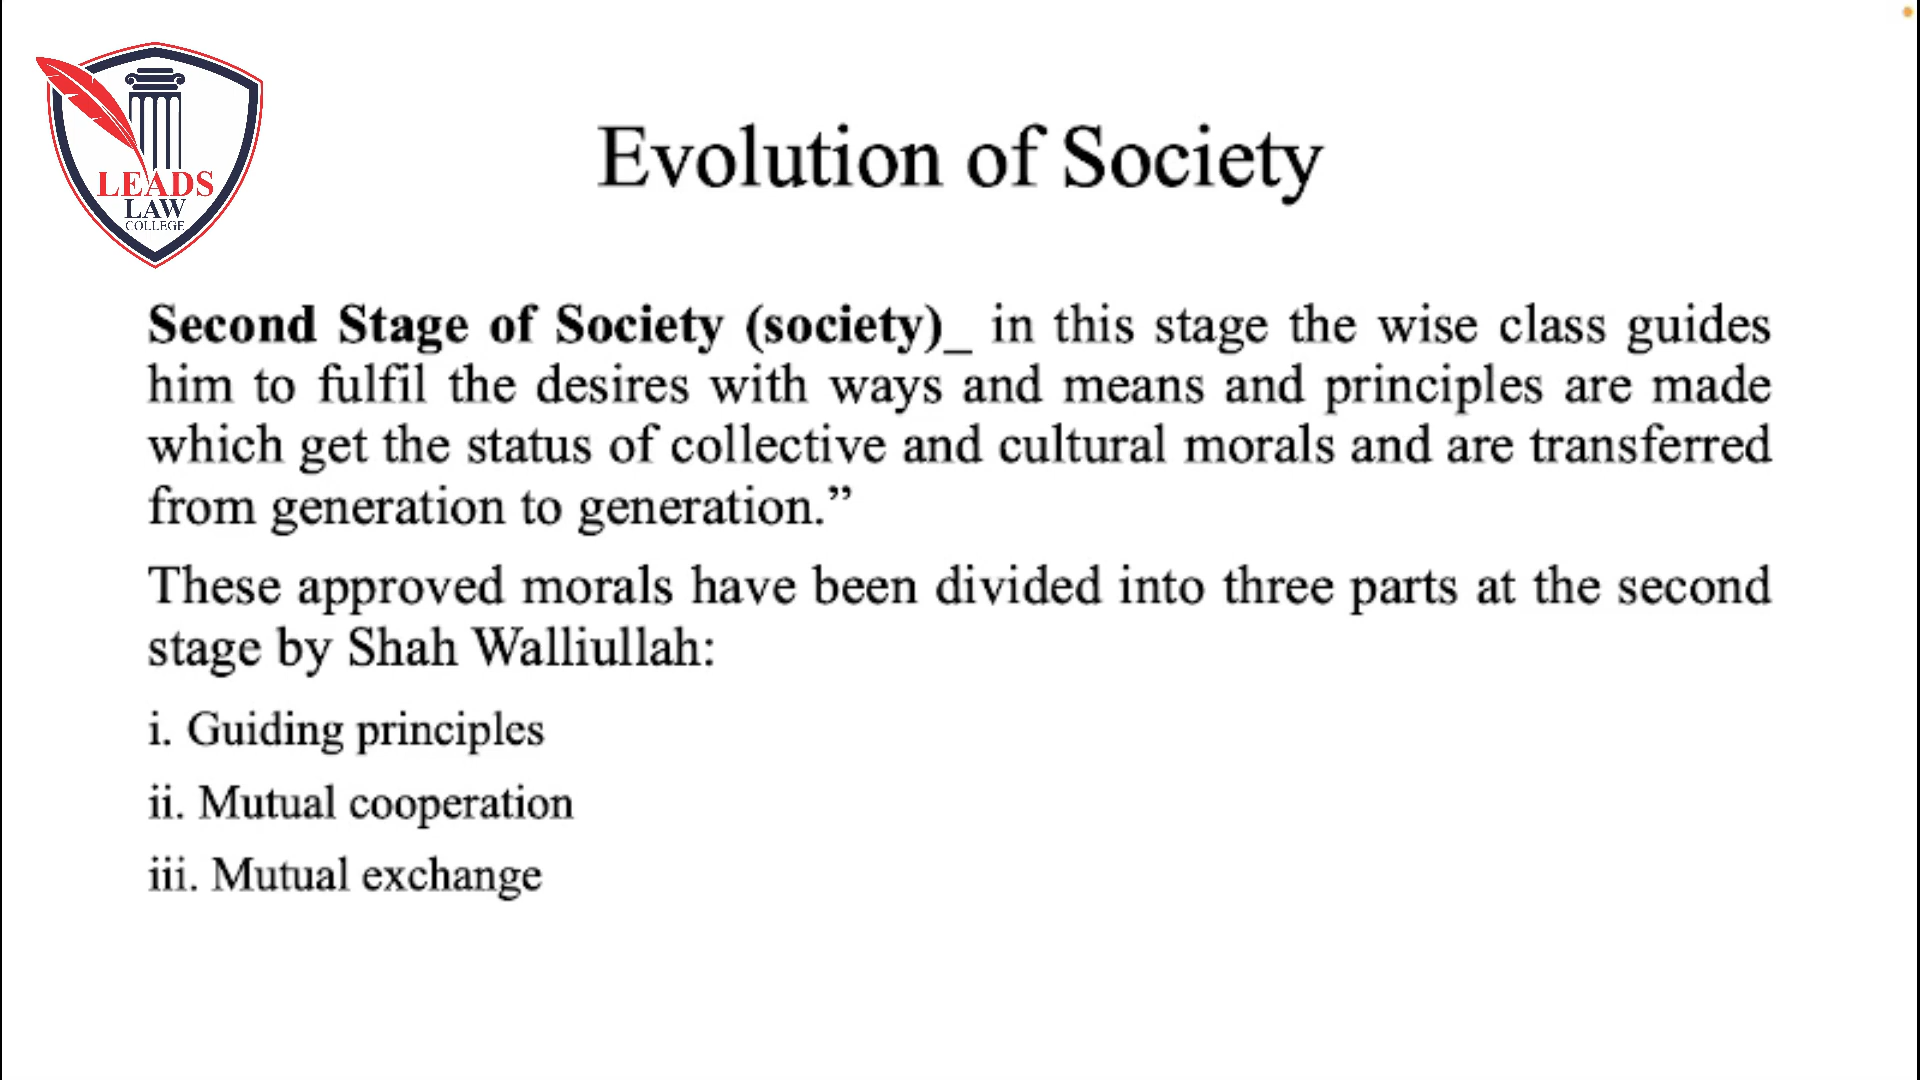 LEADS
LAW
COLLEGE
Evolution of Society
Second Stage of Society (society)_ in this stage the wise class guides
him to fulfil the desires with ways and means and principles are made
which get the status of collective and cultural morals and are transferred
from generation to generation.”
These approved morals have been divided into three parts at the second
stage by Shah Walliullah:
i. Guiding principles
ii. Mutual cooperation
iii. Mutual exchange